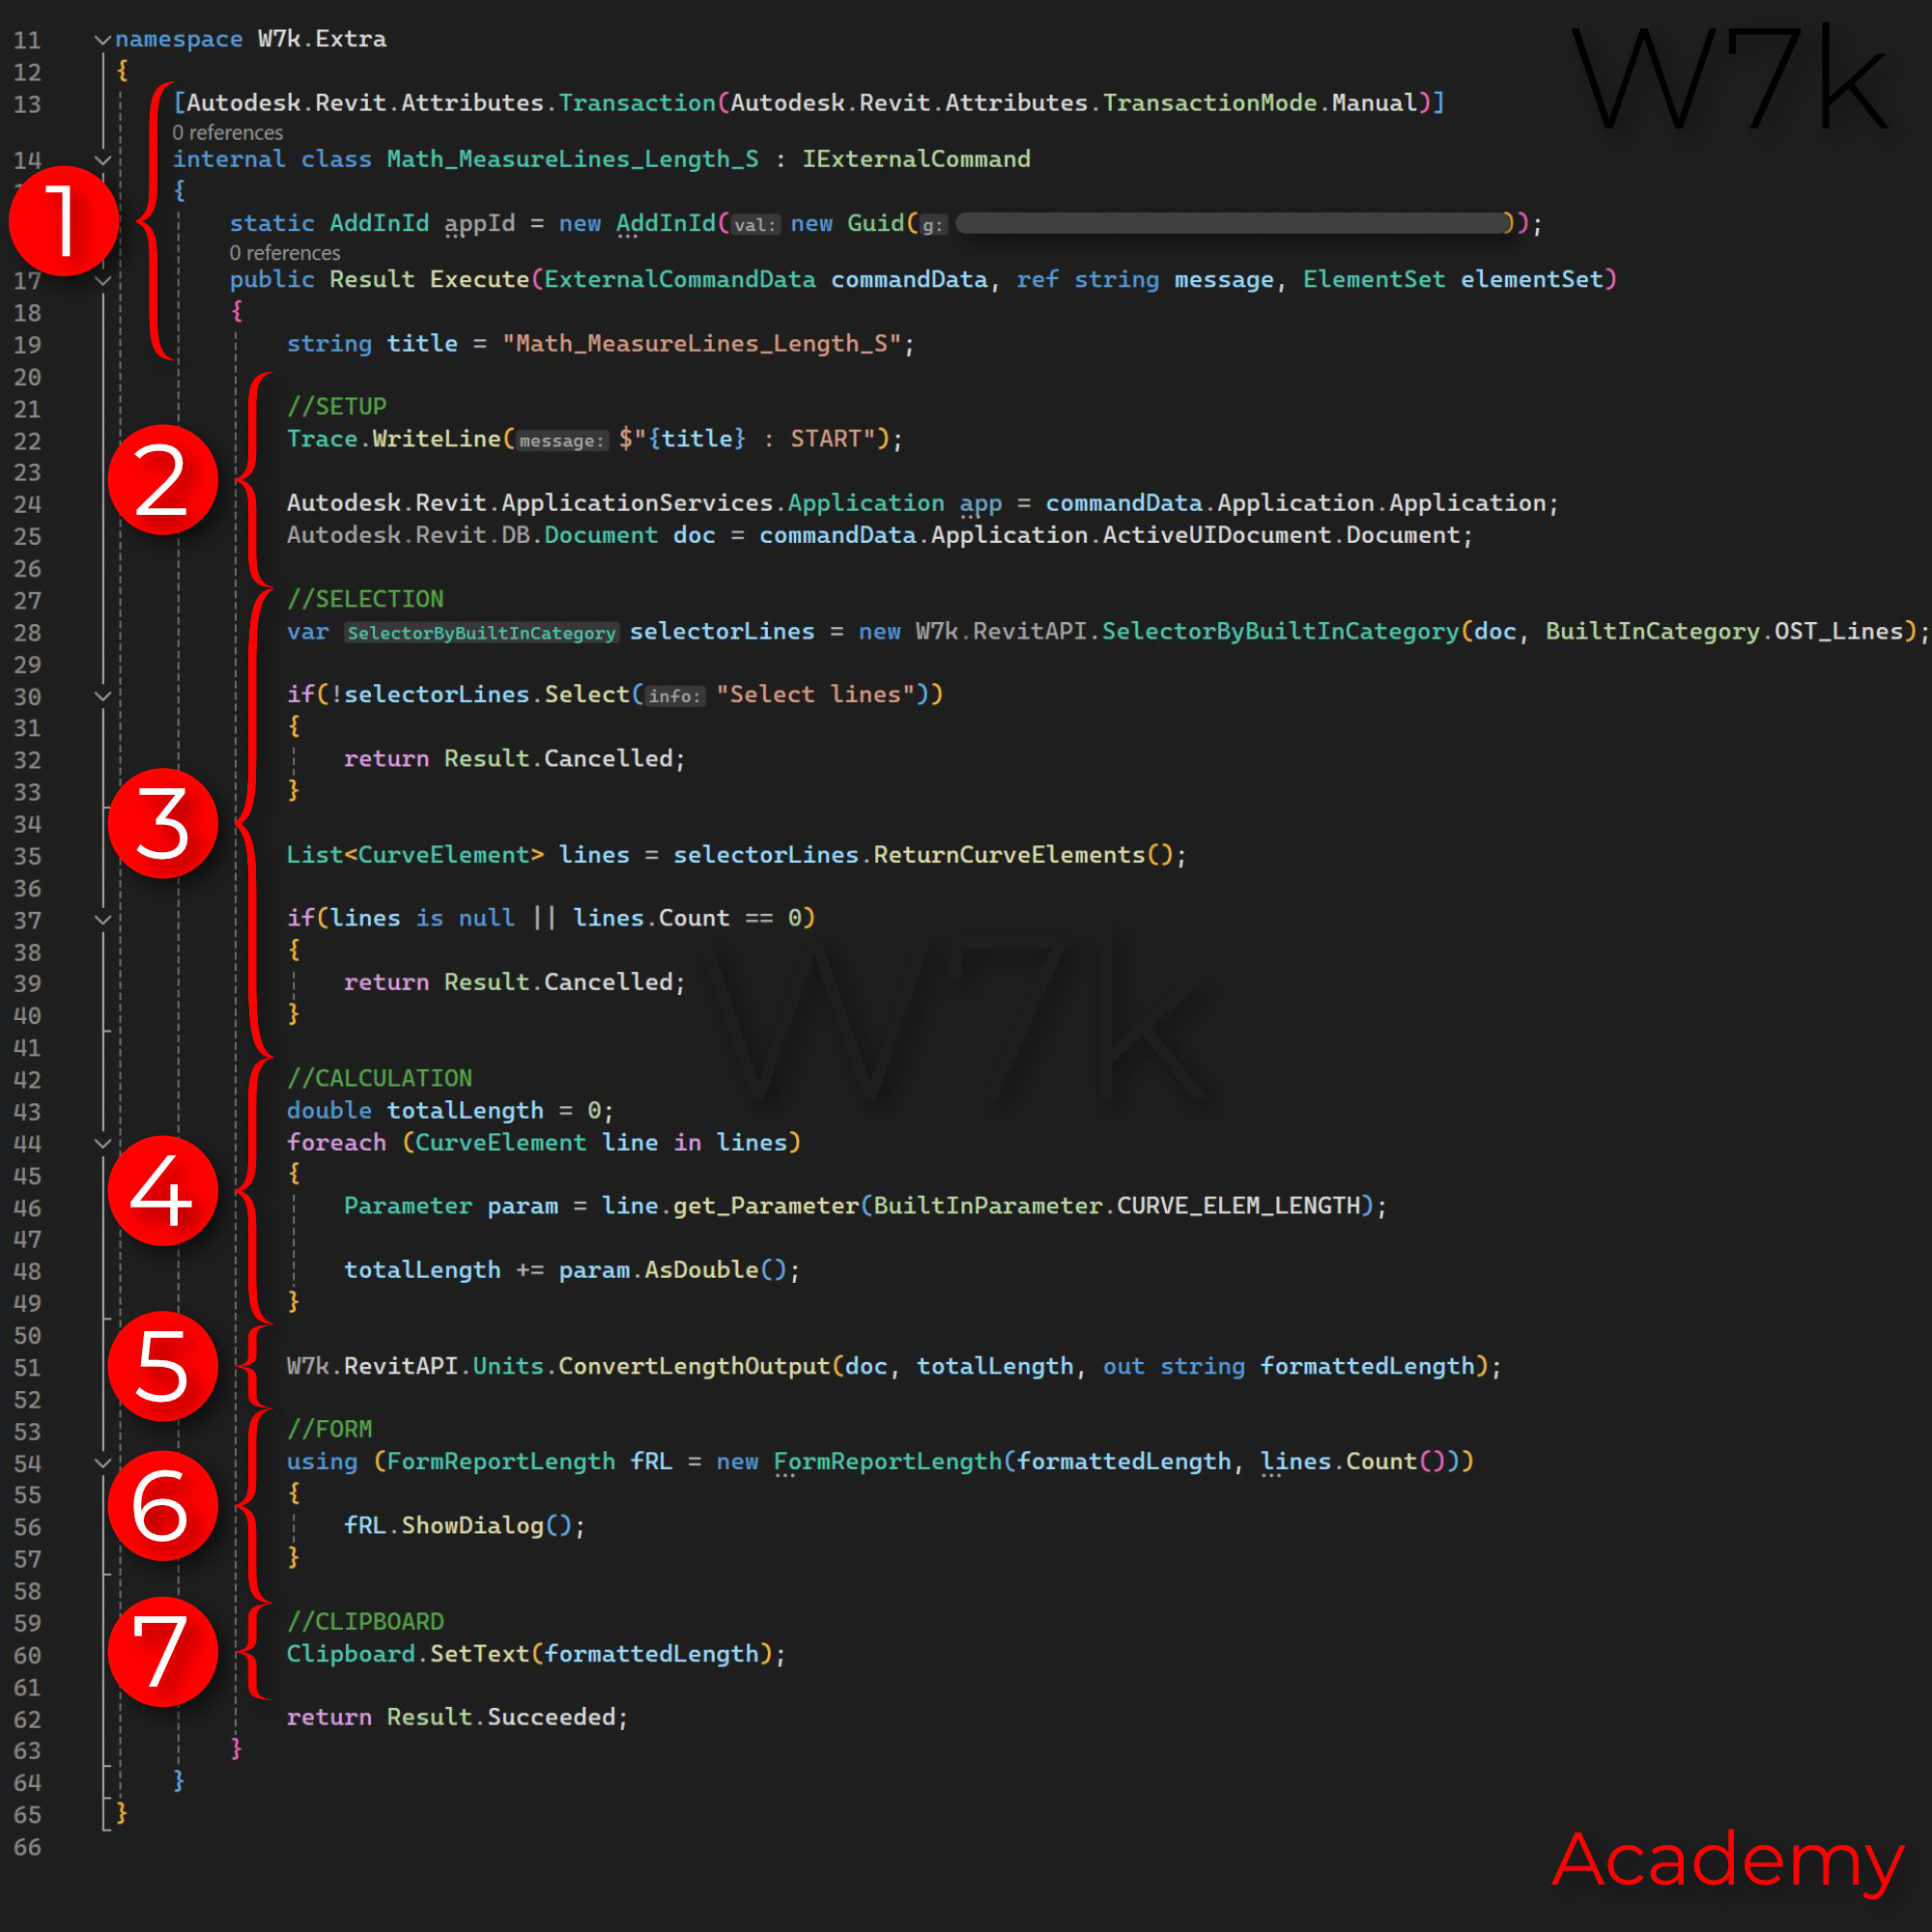 W7k
11 namespace W7k.Extra
12 {
13 [Autodesk.Revit.Attributes.Transaction(Autodesk.Revit.Attributes.TransactionMode.Manual)]
0 references
14 internal class Math_MeasureLines_Length_S : IExternalCommand
{
1
static AddInId appId = new AddInId(val: new Guid(g: ));
0 references
17 public Result Execute(ExternalCommandData commandData, ref string message, ElementSet elementSet)
18 {
19 string title = "Math_MeasureLines_Length_S";
20
21 //SETUP
22 Trace.WriteLine(message: $"{title} : START");
2
23
24 Autodesk.Revit.ApplicationServices.Application app = commandData.Application.Application;
25 Autodesk.Revit.DB.Document doc = commandData.Application.ActiveUIDocument.Document;
26
27 //SELECTION
28 var SelectorByBuiltInCategory selectorLines = new W7k.RevitAPI.SelectorByBuiltInCategory(doc, BuiltInCategory.OST_Lines);
29
30 if(!selectorLines.Select(info: "Select lines"))
31 {
32 return Result.Cancelled;
33 }
3
34
35 List<CurveElement> lines = selectorLines.ReturnCurveElements();
36
37 if(lines is null || lines.Count == 0)
38 {
39 return Result.Cancelled;
40 }
W7k
41
42 //CALCULATION
43 double totalLength = 0;
44 foreach (CurveElement line in lines)
45 {
4
46 Parameter param = line.get_Parameter(BuiltInParameter.CURVE_ELEM_LENGTH);
47
48 totalLength += param.AsDouble();
49 }
50
5
51 W7k.RevitAPI.Units.ConvertLengthOutput(doc, totalLength, out string formattedLength);
52
53 //FORM
54 using (FormReportLength fRL = new FormReportLength(formattedLength, lines.Count()))
55 {
6
56 fRL.ShowDialog();
57 }
58
59 //CLIPBOARD
7
60 Clipboard.SetText(formattedLength);
61
62 return Result.Succeeded;
63 }
64 }
65 }
66
Academy